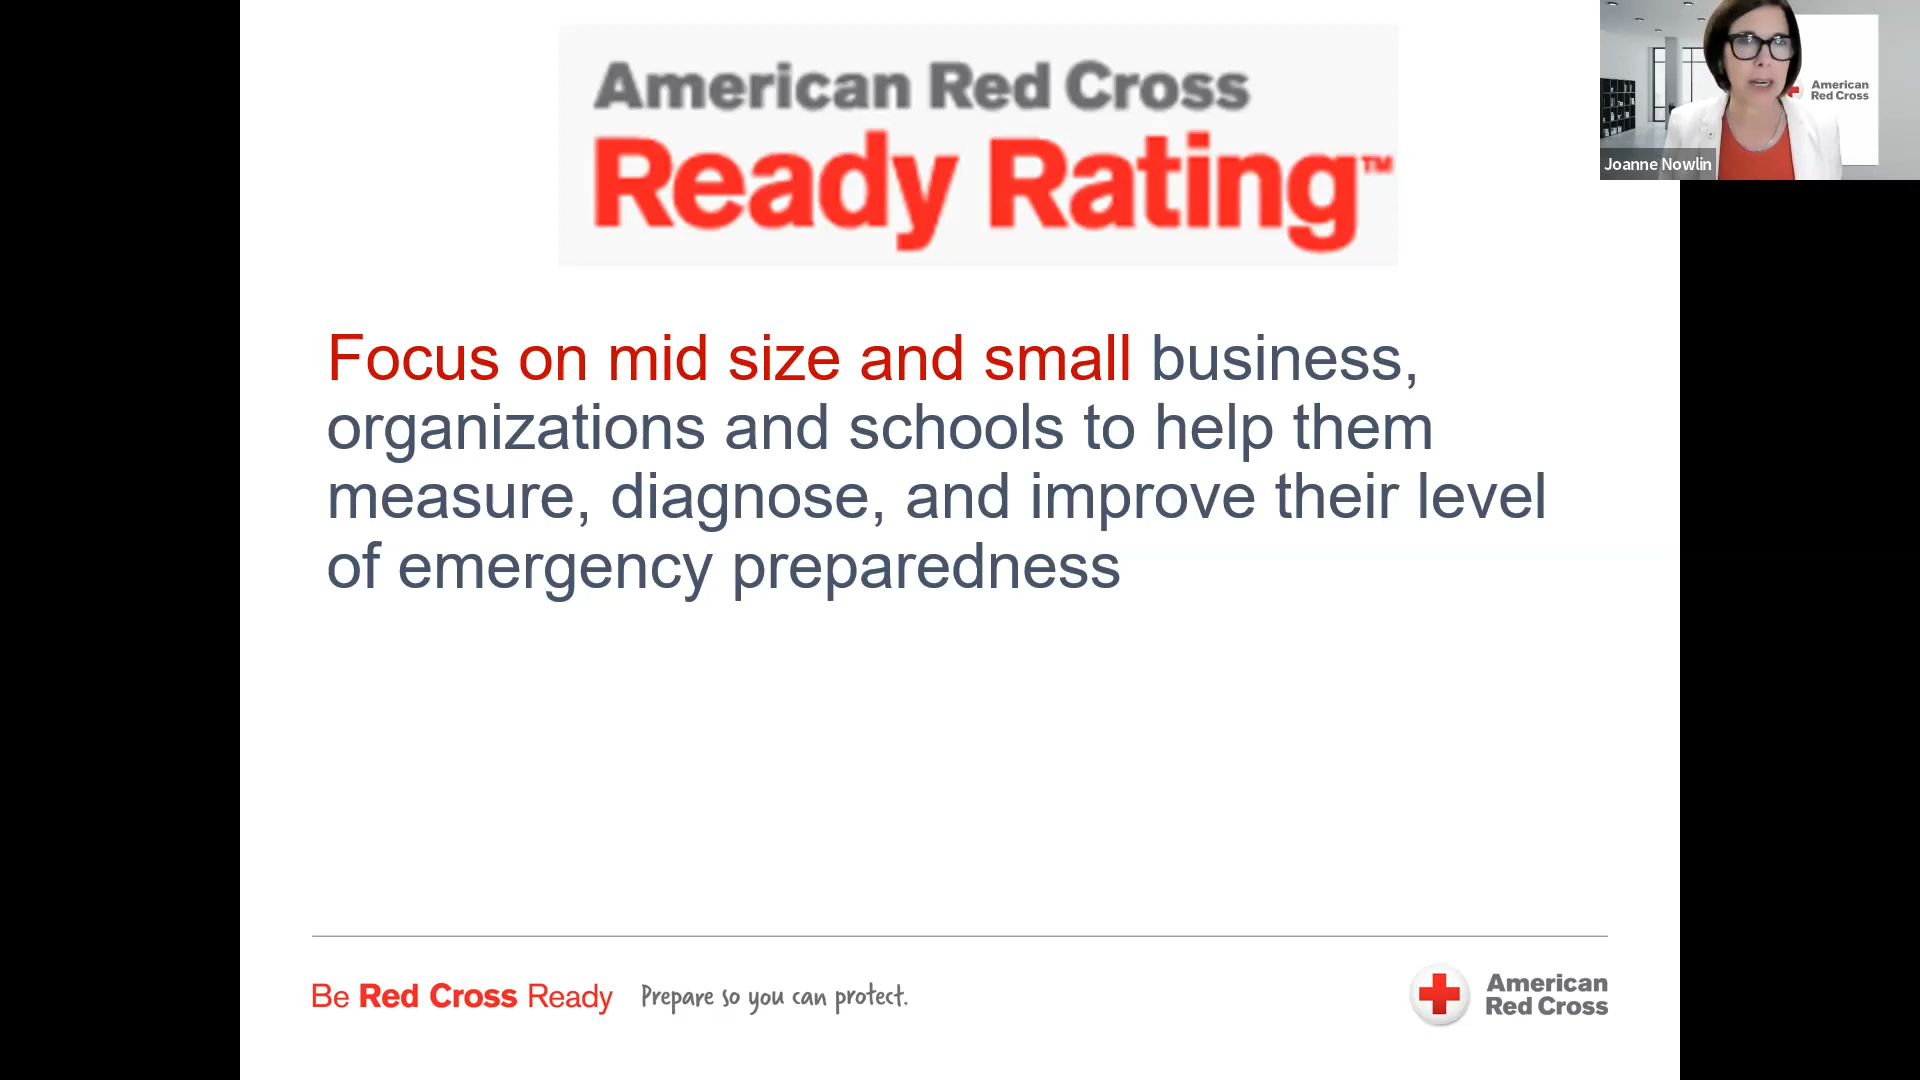 American Red Cross
Ready Rating™
American
Red Cross
Joanne Nowlin
Focus on mid size and small business,
organizations and schools to help them
measure, diagnose, and improve their level
of emergency preparedness
Be Red Cross Ready Prepare so you can protect.
American
Red Cross